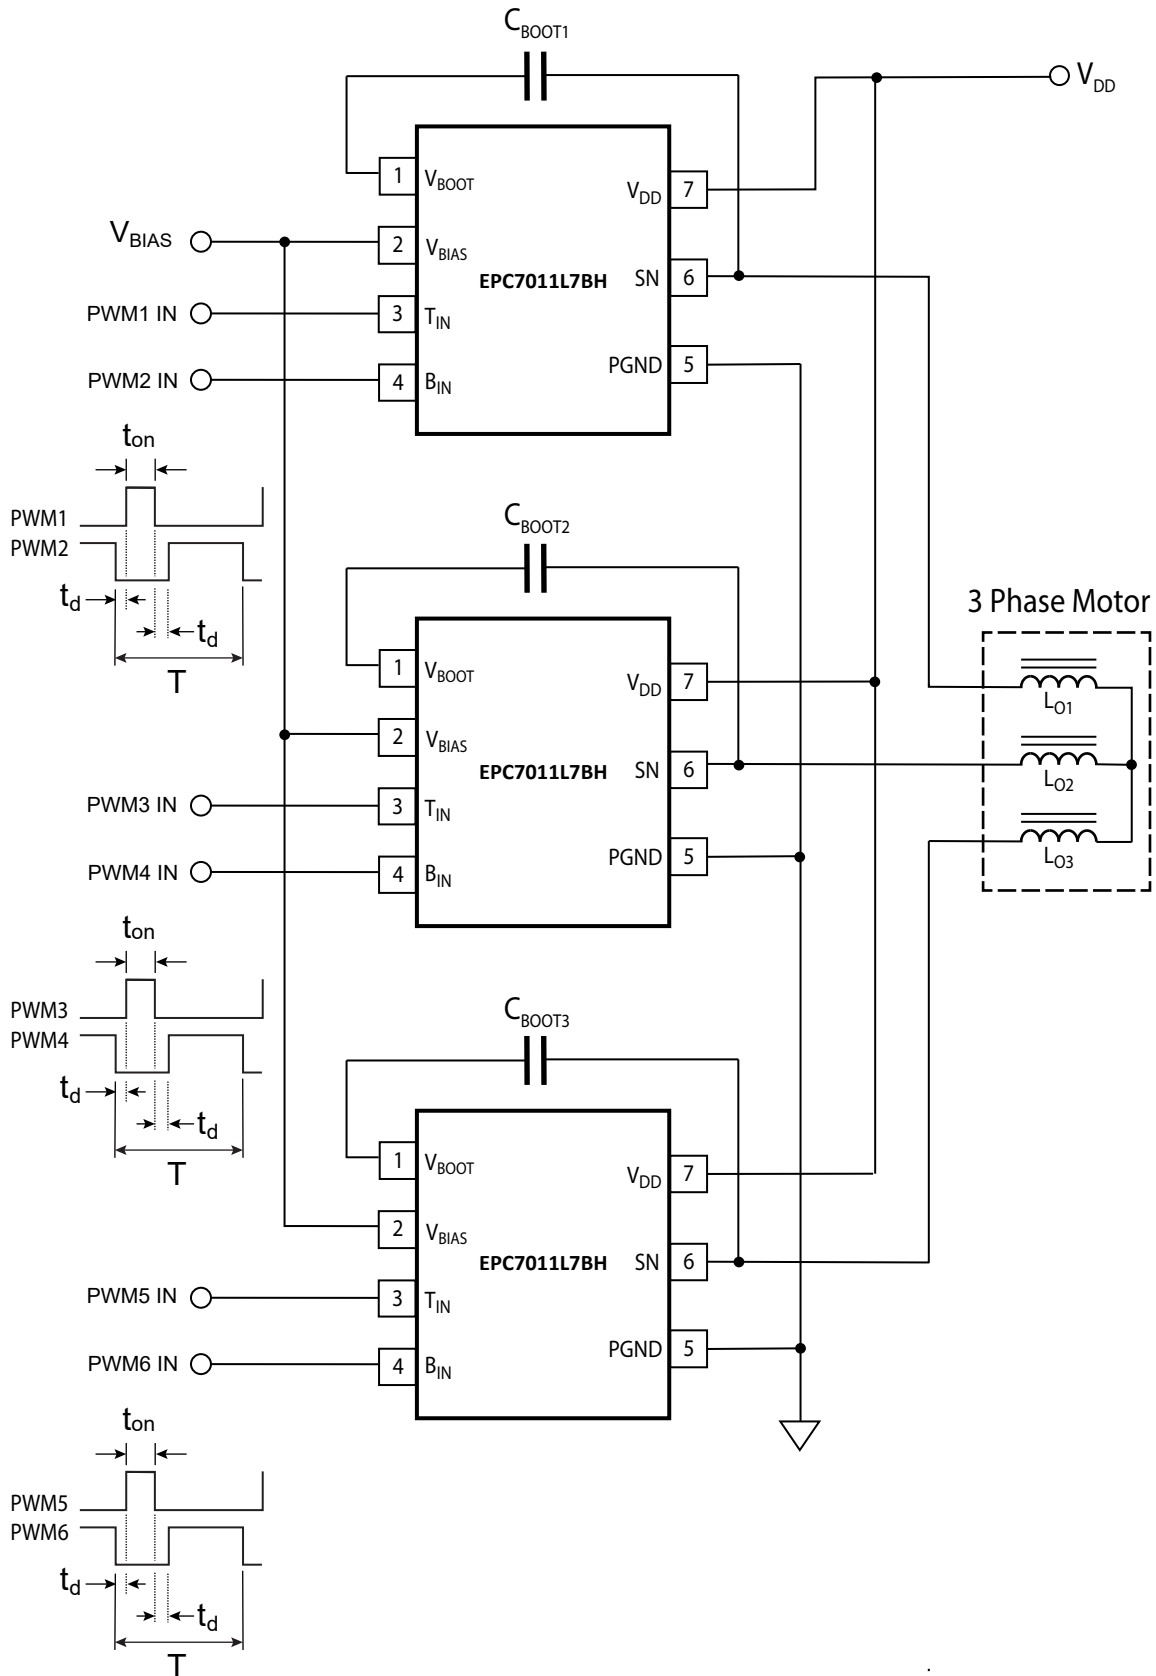 CBOOT1
VDD
1 VBOOT
VDD 7
VBIAS
2 VBIAS
EPC7011L7BH
SN 6
PWM1 IN
3 TIN
PGND 5
PWM2 IN
4 BIN
ton
PWM1
PWM2
td
td
T
CBOOT2
1 VBOOT
VDD 7
2 VBIAS
EPC7011L7BH
SN 6
PWM3 IN
3 TIN
PGND 5
PWM4 IN
4 BIN
3 Phase Motor
LO1
LO2
LO3
ton
PWM3
PWM4
td
td
T
CBOOT3
1 VBOOT
VDD 7
2 VBIAS
EPC7011L7BH
SN 6
PWM5 IN
3 TIN
PGND 5
PWM6 IN
4 BIN
ton
PWM5
PWM6
td
td
T